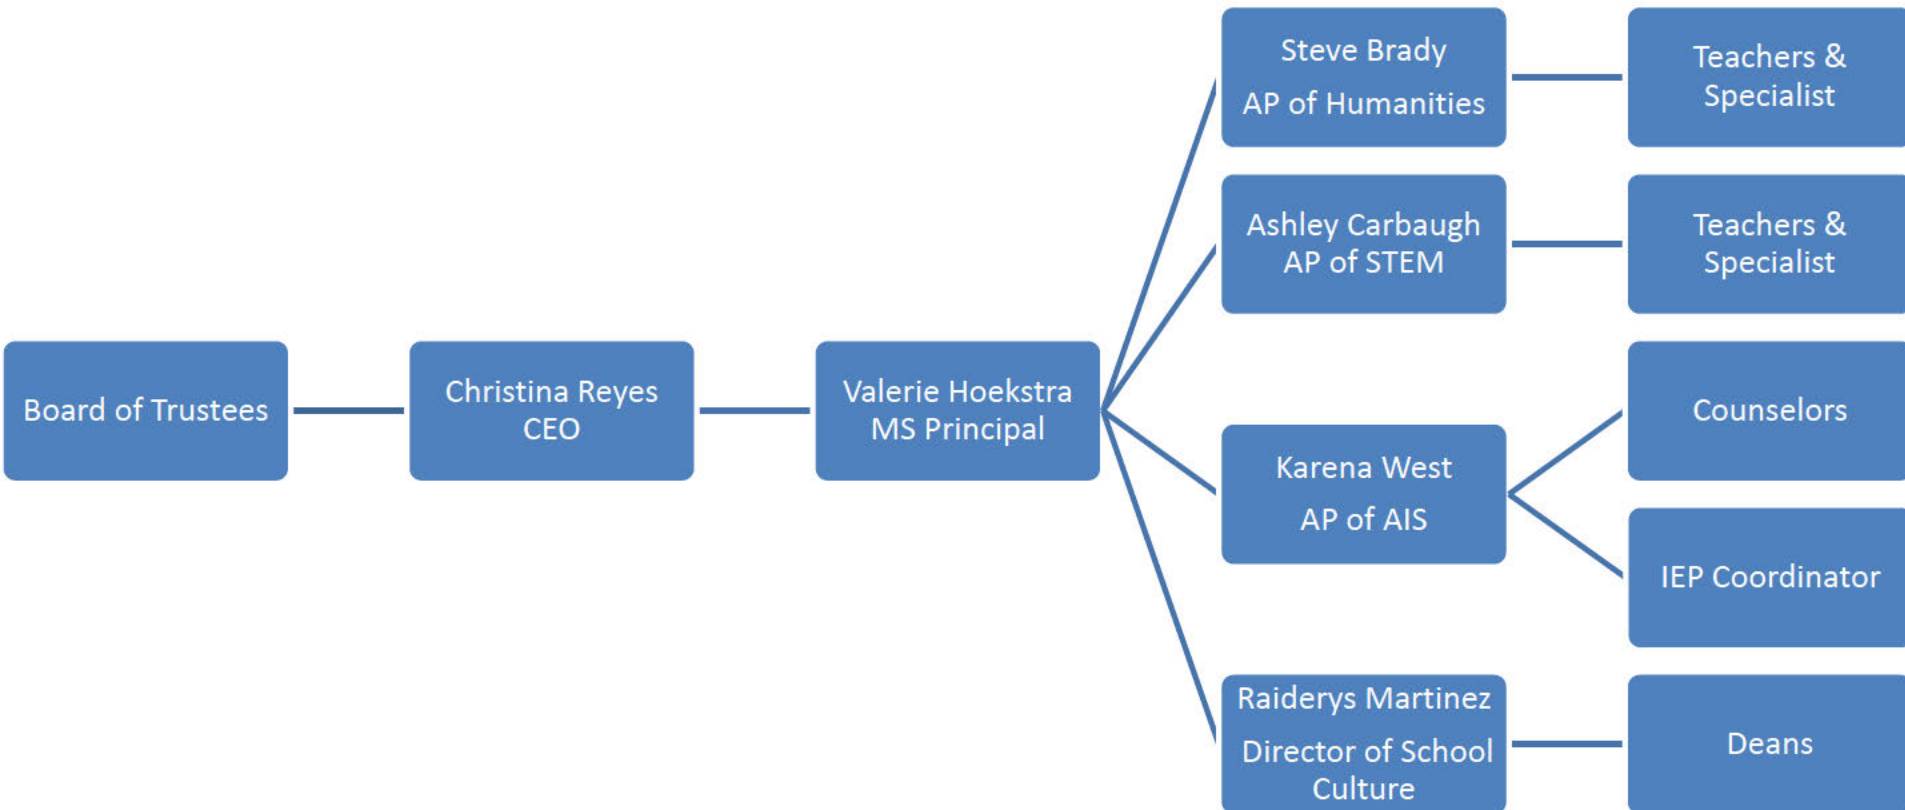 Board of Trustees
Christina Reyes
CEO
Valerie Hoekstra
MS Principal
Steve Brady
AP of Humanities
Teachers &
Specialist
Ashley Carbaugh
AP of STEM
Teachers &
Specialist
Karena West
AP of AIS
Counselors
IEP Coordinator
Raiderys Martinez
Director of School
Culture
Deans